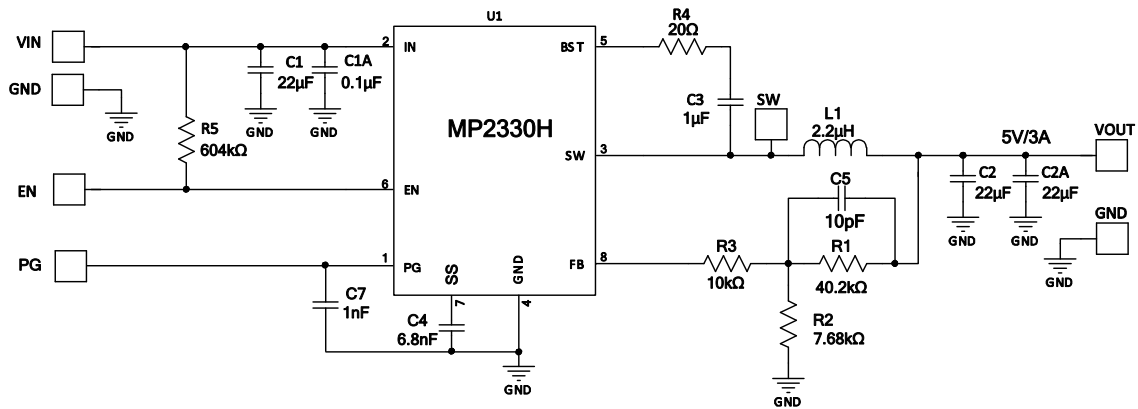 U1
VIN
2
IN
C1
22μF
C1A
0.1μF
GND
GND
GND
GND
R5
604kΩ
EN
6
EN
PG
1
PG
C7
1nF
MP2330H
SS
7
GND
4
C4
6.8nF
GND
BST
5
R4
20Ω
C3
1μF
SW
SW
3
L1
2.2μH
5V/3A
VOUT
C2
22μF
C2A
22μF
GND
GND
GND
GND
C5
10pF
FB
8
R3
10kΩ
R1
40.2kΩ
R2
7.68kΩ
GND